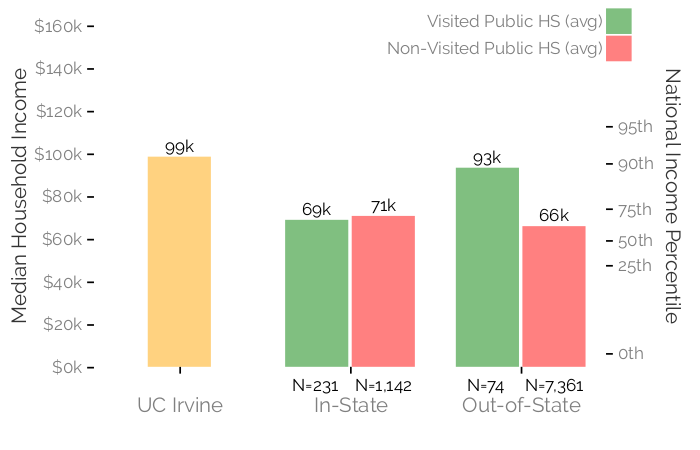 Visited Public HS (avg)
Non-Visited Public HS (avg)
Median Household Income
$160k
$140k
$120k
$100k
$80k
$60k
$40k
$20k
$0k
99k
69k
71k
93k
66k
95th
90th
75th
50th
25th
0th
National Income Percentile
N=231 N=1,142 N=74 N=7,361
UC Irvine In-State Out-of-State